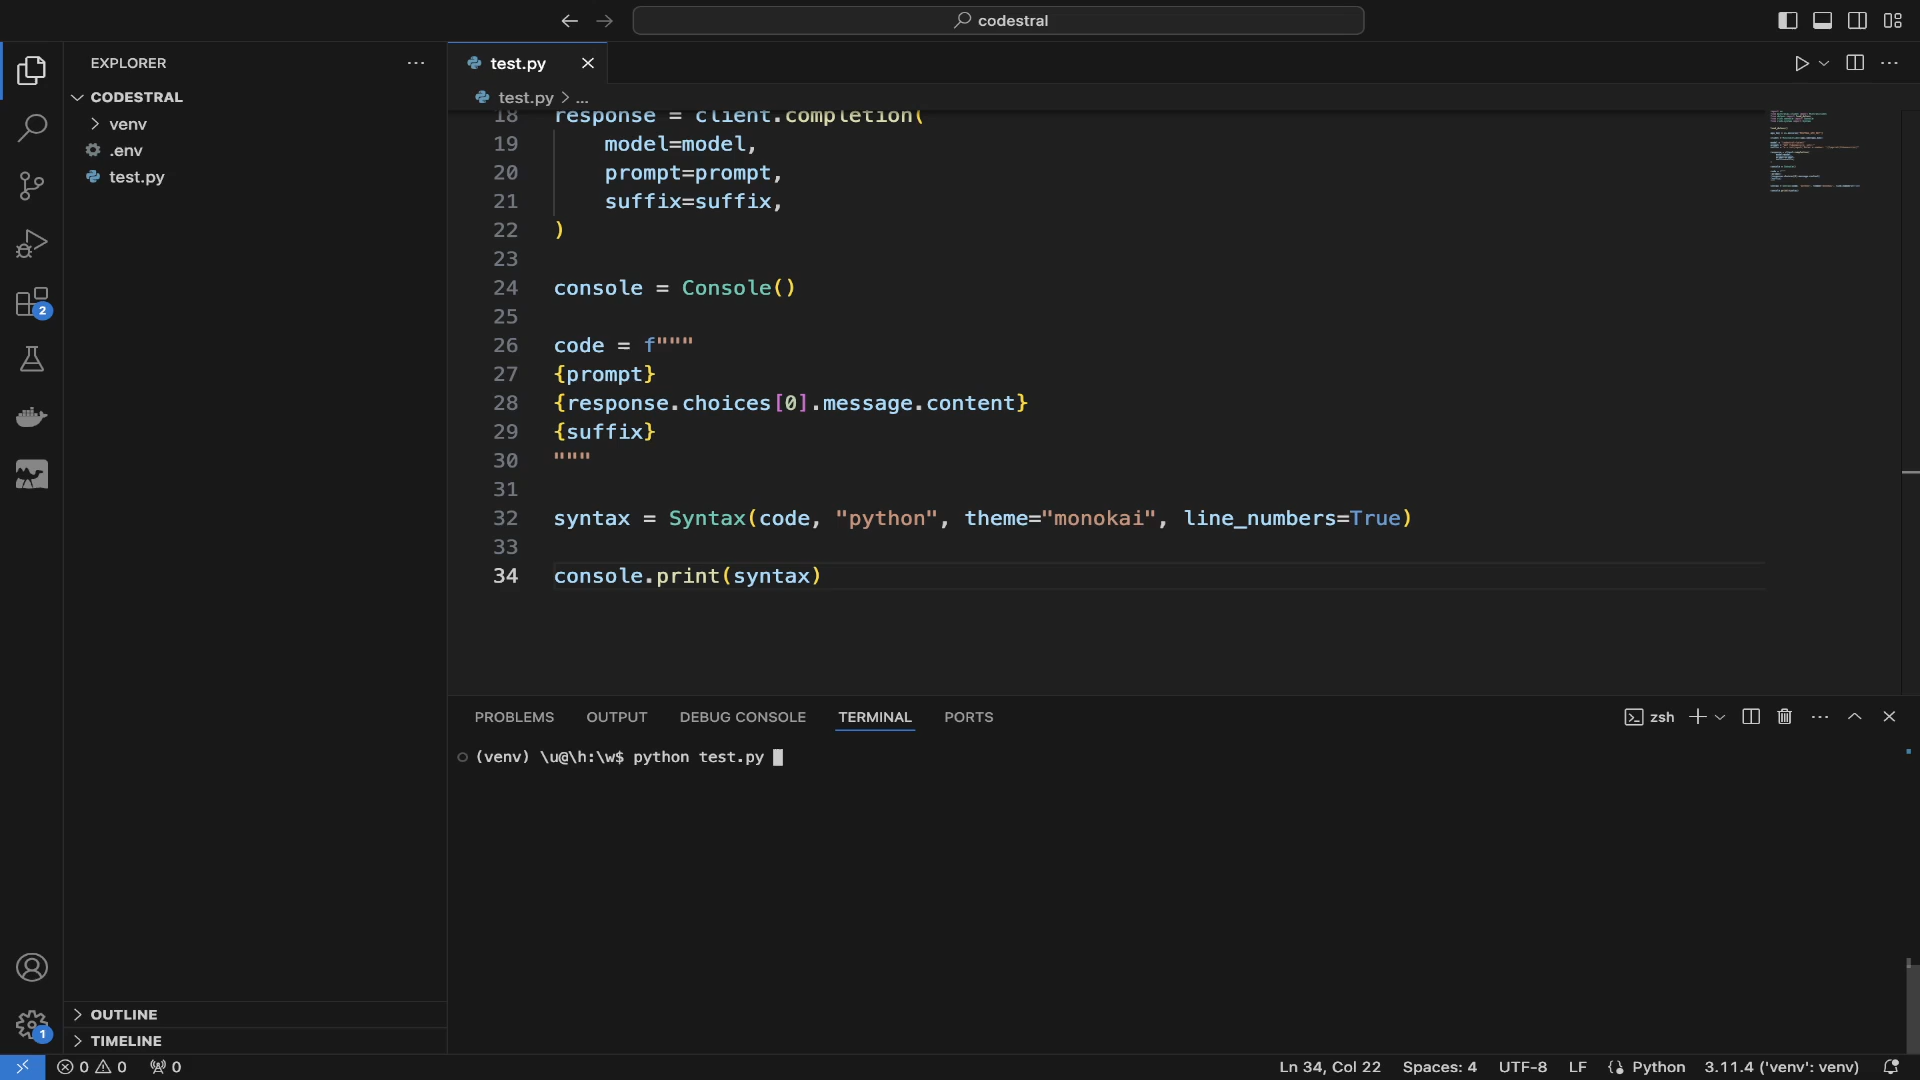 codestral
EXPLORER
CODESTRAL
venv
.env
test.py
test.py
test.py > ...
18 response = client.completion(
19 model=model,
20 prompt=prompt,
21 suffix=suffix,
22 )
23
24 console = Console()
25
26 code = f"""
27 {prompt}
28 {response.choices[0].message.content}
29 {suffix}
30 """
31
32 syntax = Syntax(code, "python", theme="monokai", line_numbers=True)
33
34 console.print(syntax)
2
PROBLEMS OUTPUT DEBUG CONSOLE TERMINAL PORTS
zsh
(venv) \u@\h:\w$ python test.py
OUTLINE
1
TIMELINE
0 0 0
Ln 34, Col 22 Spaces: 4 UTF-8 LF Python 3.11.4 ('venv': venv)